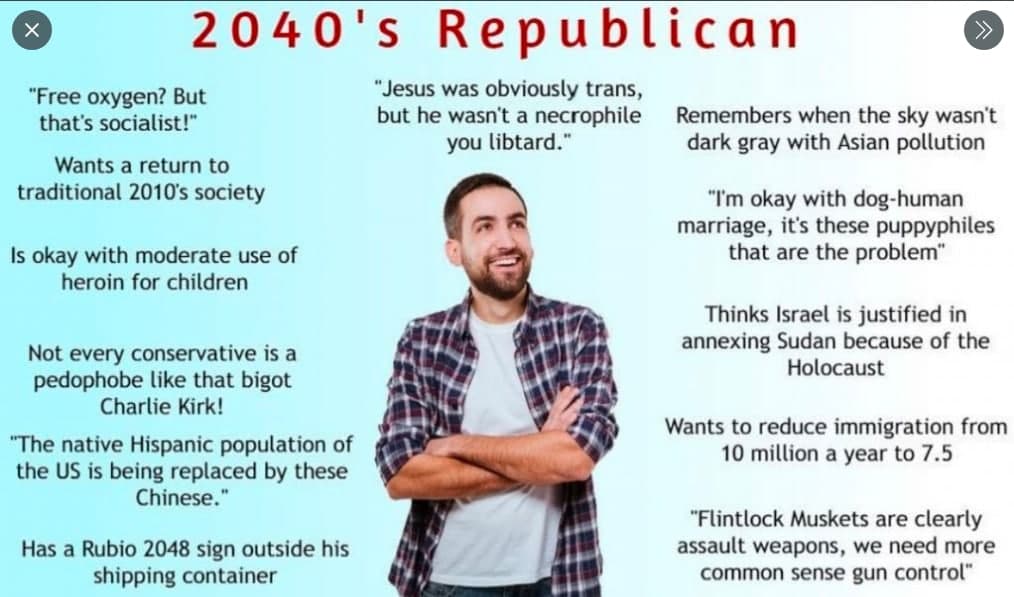 2040's Republican
"Free oxygen? But
that's socialist!"
Wants a return to
traditional 2010's society
Is okay with moderate use of
heroin for children
Not every conservative is a
pedophobe like that bigot
Charlie Kirk!
"The native Hispanic population of
the US is being replaced by these
Chinese."
Has a Rubio 2048 sign outside his
shipping container
"Jesus was obviously trans,
but he wasn't a necrophile
you libtard."
Remembers when the sky wasn't
dark gray with Asian pollution
"I'm okay with dog-human
marriage, it's these puppyphiles
that are the problem"
Thinks Israel is justified in
annexing Sudan because of the
Holocaust
Wants to reduce immigration from
10 million a year to 7.5
"Flintlock Muskets are clearly
assault weapons, we need more
common sense gun control"